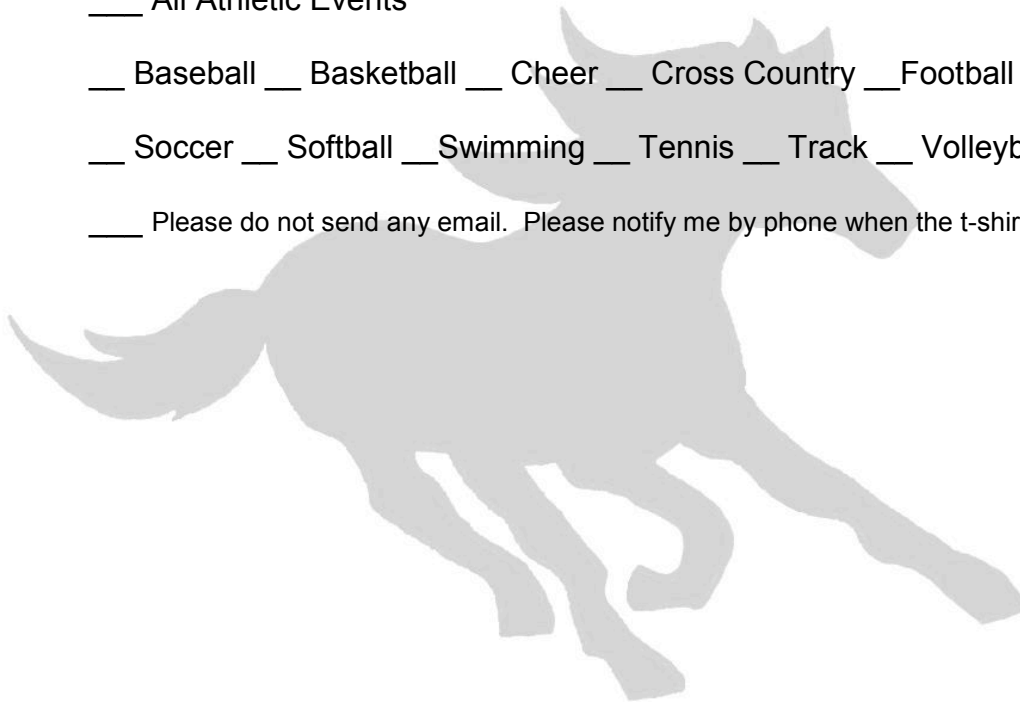 ___ All Athletic Events
__ Baseball __ Basketball __ Cheer __ Cross Country __Football
__ Soccer __ Softball __Swimming __ Tennis __ Track __
___ Please do not send any email. Please notify me by phone when the